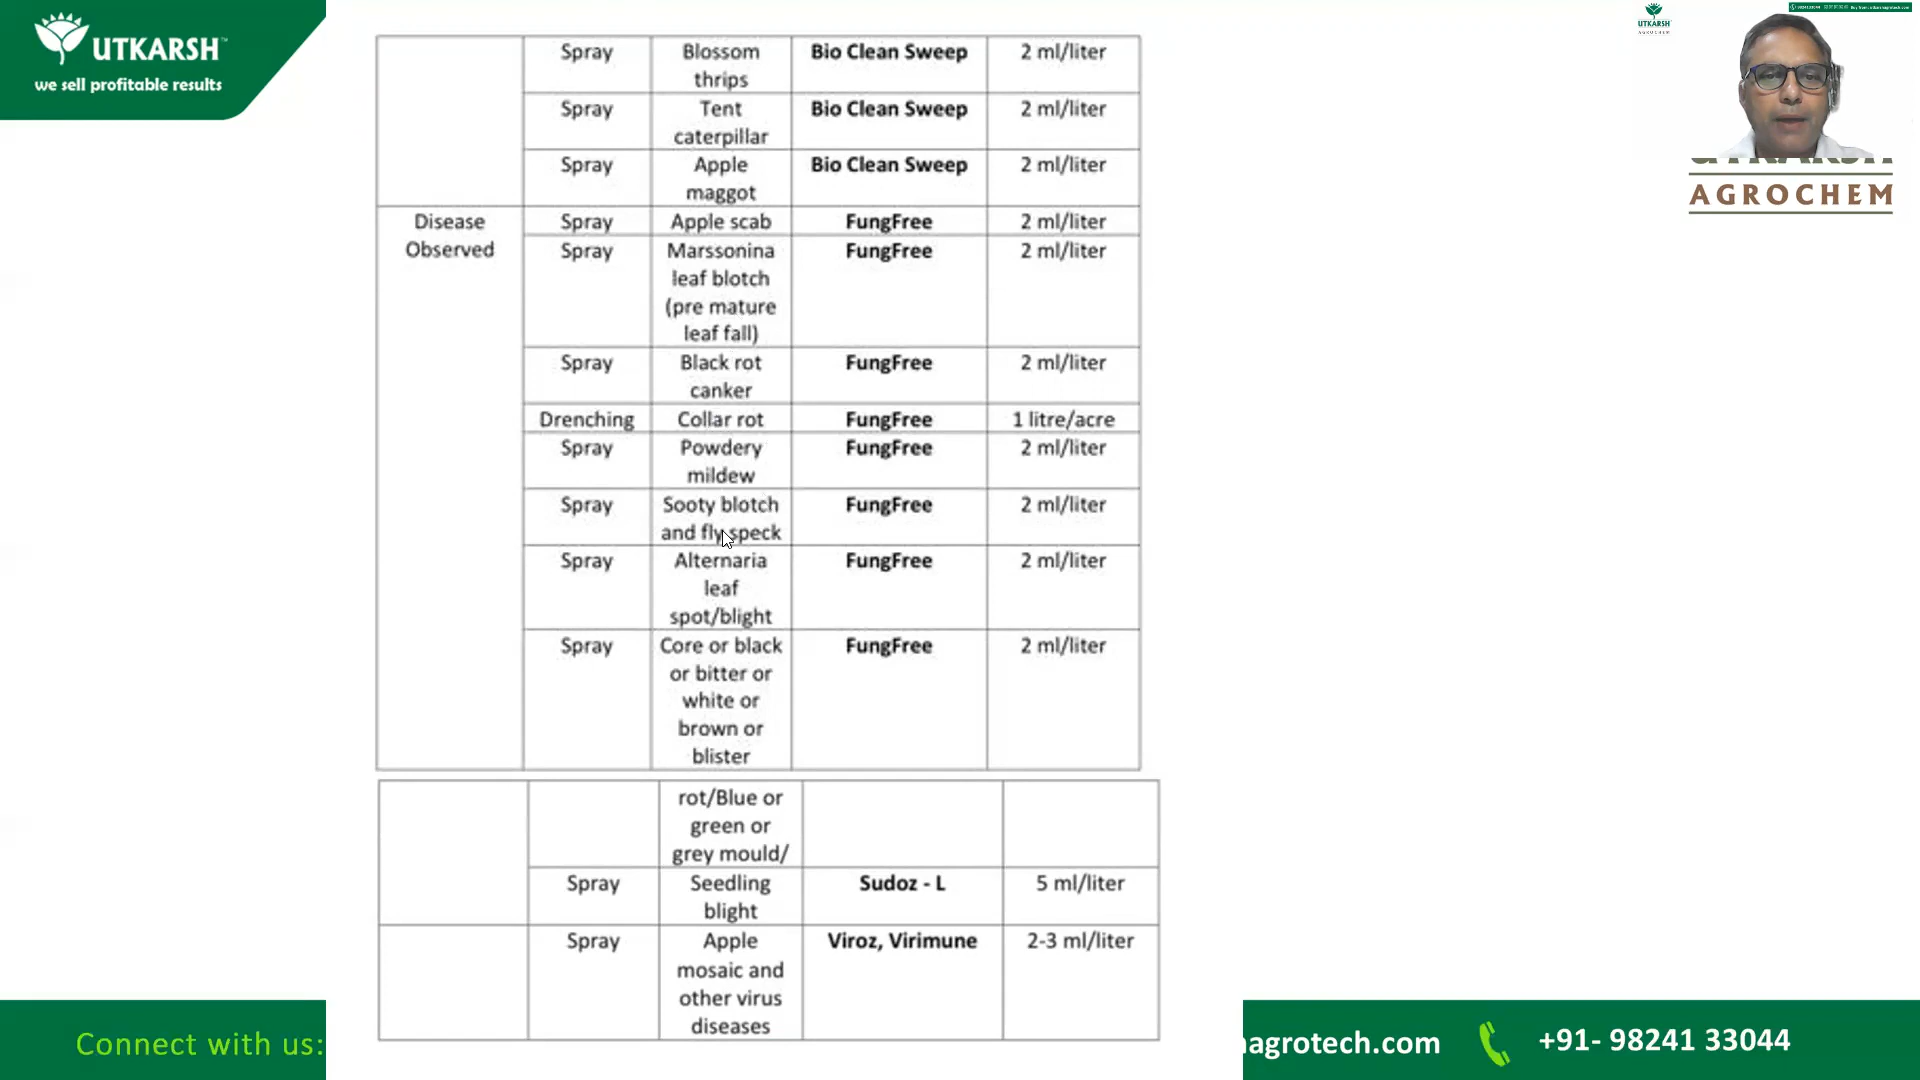 UTKARSH™
we sell profitable results
UTKARSH
AGROCHEM
AGROCHEM
Spray Blossom thrips Bio Clean Sweep 2 ml/liter
Spray Tent caterpillar Bio Clean Sweep 2 ml/liter
Spray Apple maggot Bio Clean Sweep 2 ml/liter
Disease Observed Spray Apple scab FungFree 2 ml/liter
Spray Marssonina leaf blotch (pre mature leaf fall) FungFree 2 ml/liter
Spray Black rot canker FungFree 2 ml/liter
Drenching Collar rot FungFree 1 litre/acre
Spray Powdery mildew FungFree 2 ml/liter
Spray Sooty blotch and fly speck FungFree 2 ml/liter
Spray Alternaria leaf spot/blight FungFree 2 ml/liter
Spray Core or black or bitter or white or brown or blister FungFree 2 ml/liter
rot/Blue or green or grey mould/
Spray Seedling blight Sudoz - L 5 ml/liter
Spray Apple mosaic and other virus diseases Viroz, Virimune 2-3 ml/liter
Connect with us:
agrotech.com
+91- 98241 33044